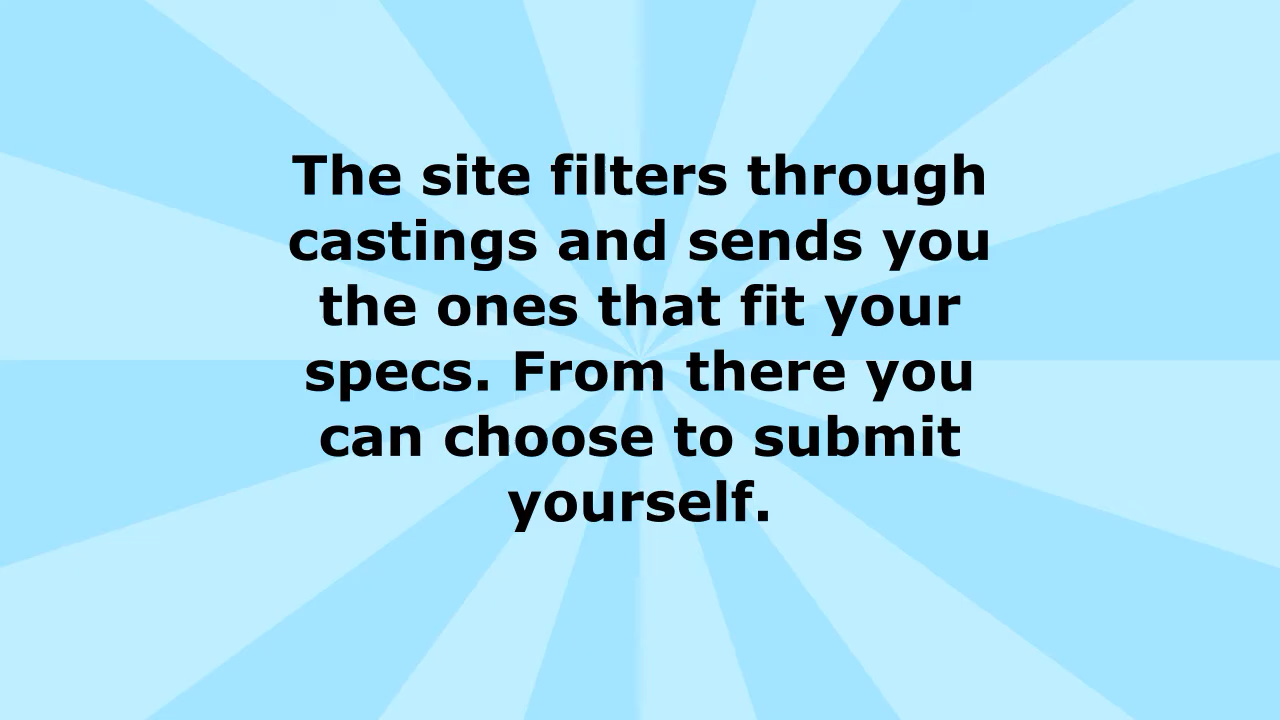 The site filters through
castings and sends you
the ones that fit your
specs. From there you
can choose to submit
yourself.